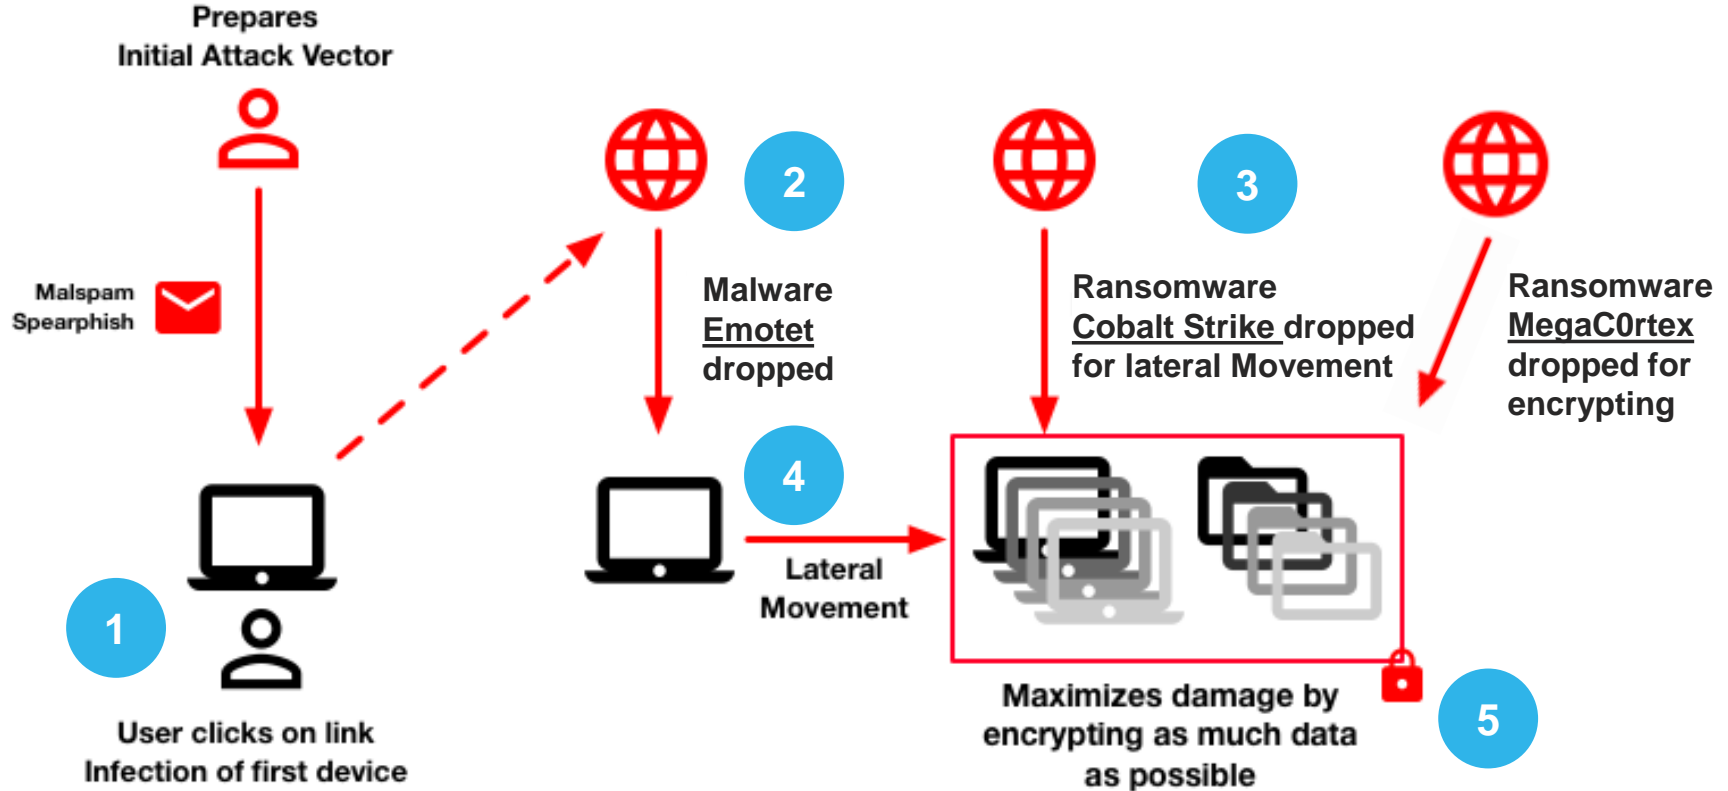 Prepares
Initial Attack Vector
Malspam
Spearphish
1
User clicks on link
Infection of first device
2
Malware
Emotet
dropped
3
Ransomware
Cobalt Strike dropped
for lateral Movement
Ransomware
MegaC0rtex
dropped for
encrypting
4
Lateral
Movement
Maximizes damage by
encrypting as much data
as possible
5